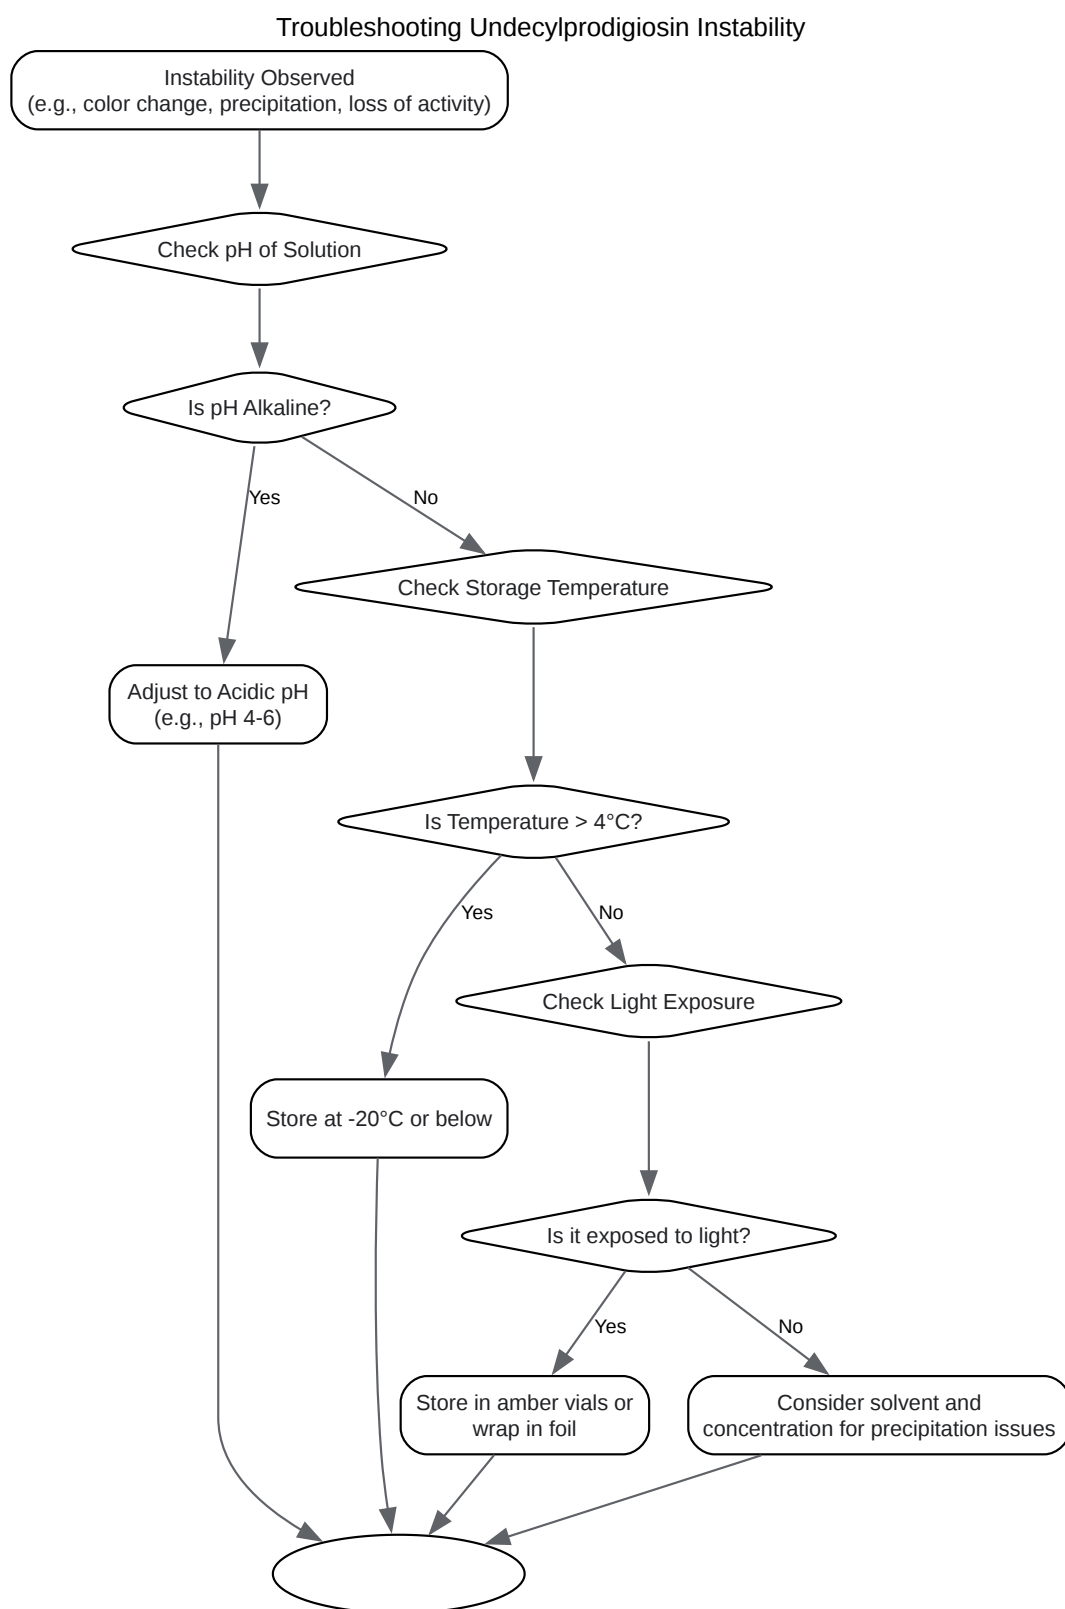 Troubleshooting Undecylprodigiosin Instability
Instability Observed
(e.g., color change, precipitation, loss of activity)
Check pH of Solution
Is pH Alkaline?
Yes
No
Check Storage Temperature
Adjust to Acidic pH
(e.g., pH 4-6)
Is Temperature > 4°C?
Yes
No
Check Light Exposure
Store at -20°C or below
Is it exposed to light?
Yes
No
Store in amber vials or
wrap in foil
Consider solvent and
concentration for precipitation issues